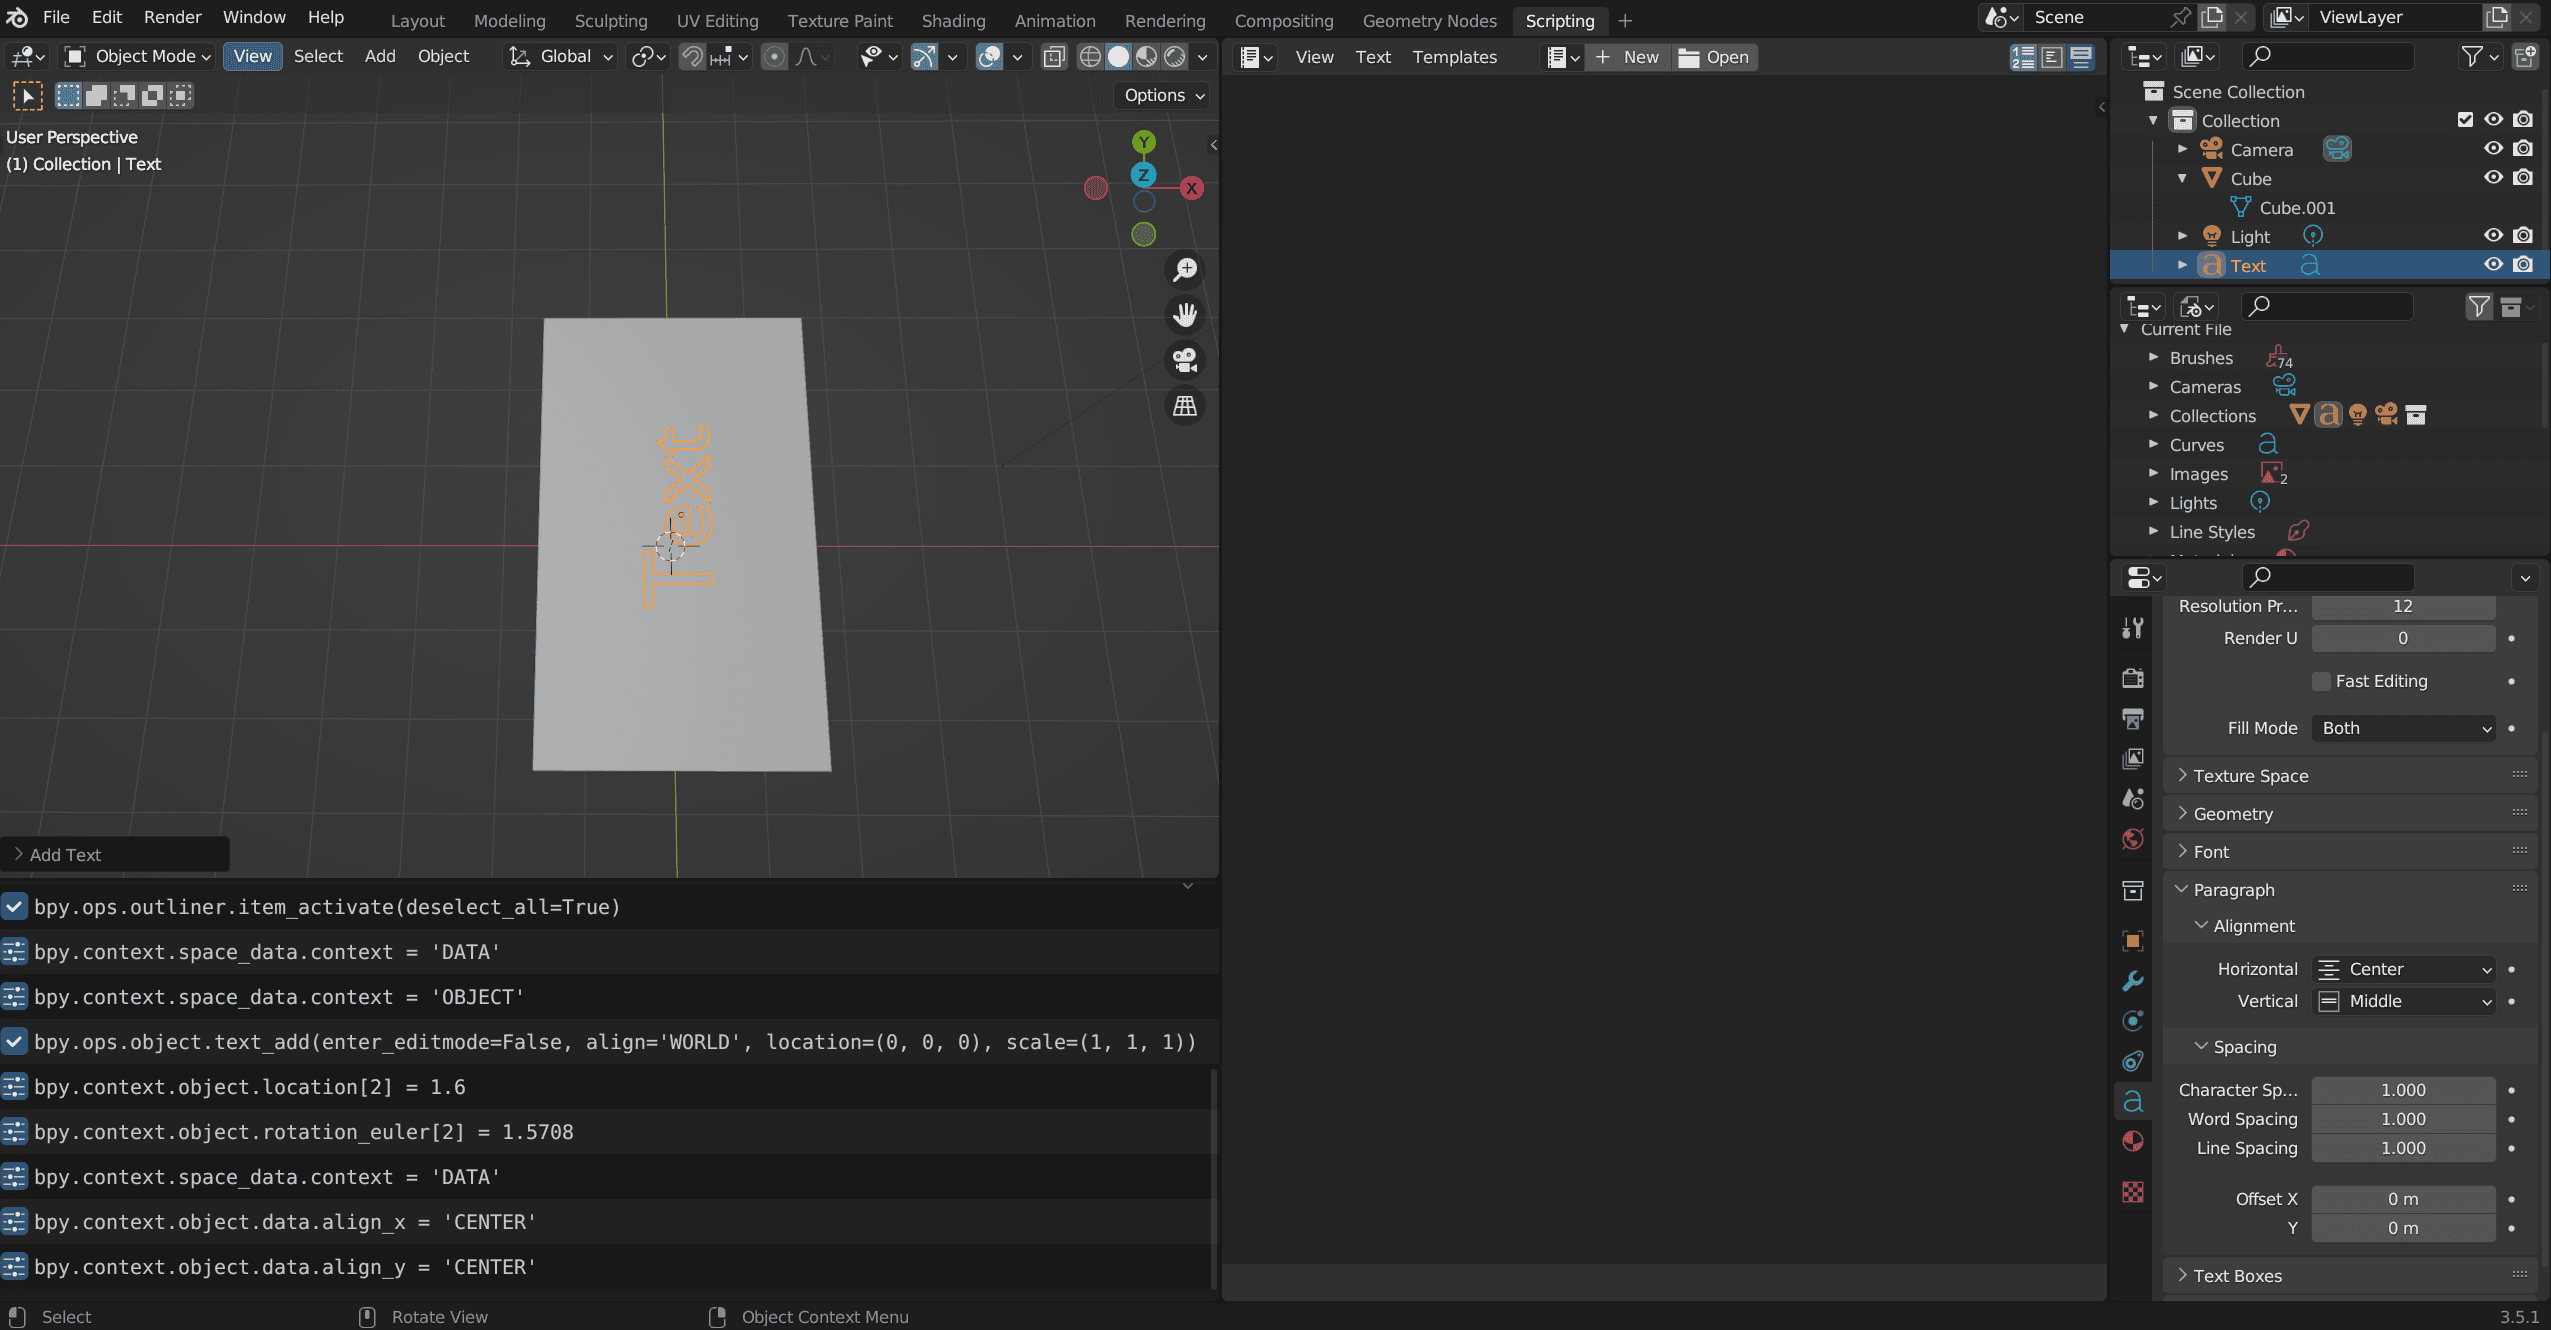 File Edit Render Window Help Layout Modeling Sculpting UV Editing Texture Paint Shading Animation Rendering Compositing Geometry Nodes Scripting Scene ViewLayer
Object Mode View Select Add Object Global
View Text Templates New Open
Options
User Perspective
(1) Collection | Text
Y
Z
X
Text
Add Text
bpy.ops.outliner.item_activate(deselect_all=True)
bpy.context.space_data.context = 'DATA'
bpy.context.space_data.context = 'OBJECT'
bpy.ops.object.text_add(enter_editmode=False, align='WORLD', location=(0, 0, 0), scale=(1, 1, 1))
bpy.context.object.location[2] = 1.6
bpy.context.object.rotation_euler[2] = 1.5708
bpy.context.space_data.context = 'DATA'
bpy.context.object.data.align_x = 'CENTER'
bpy.context.object.data.align_y = 'CENTER'
Scene Collection
Collection
Camera
Cube
Cube.001
Light
Text
Current File
Brushes 74
Cameras
Collections
Curves
Images 2
Lights
Line Styles
Resolution Pr... 12
Render U 0
Fast Editing
Fill Mode Both
Texture Space
Geometry
Font
Paragraph
Alignment
Horizontal Center
Vertical Middle
Spacing
Character Sp... 1.000
Word Spacing 1.000
Line Spacing 1.000
Offset X 0 m
Y 0 m
Text Boxes
Select Rotate View Object Context Menu 3.5.1